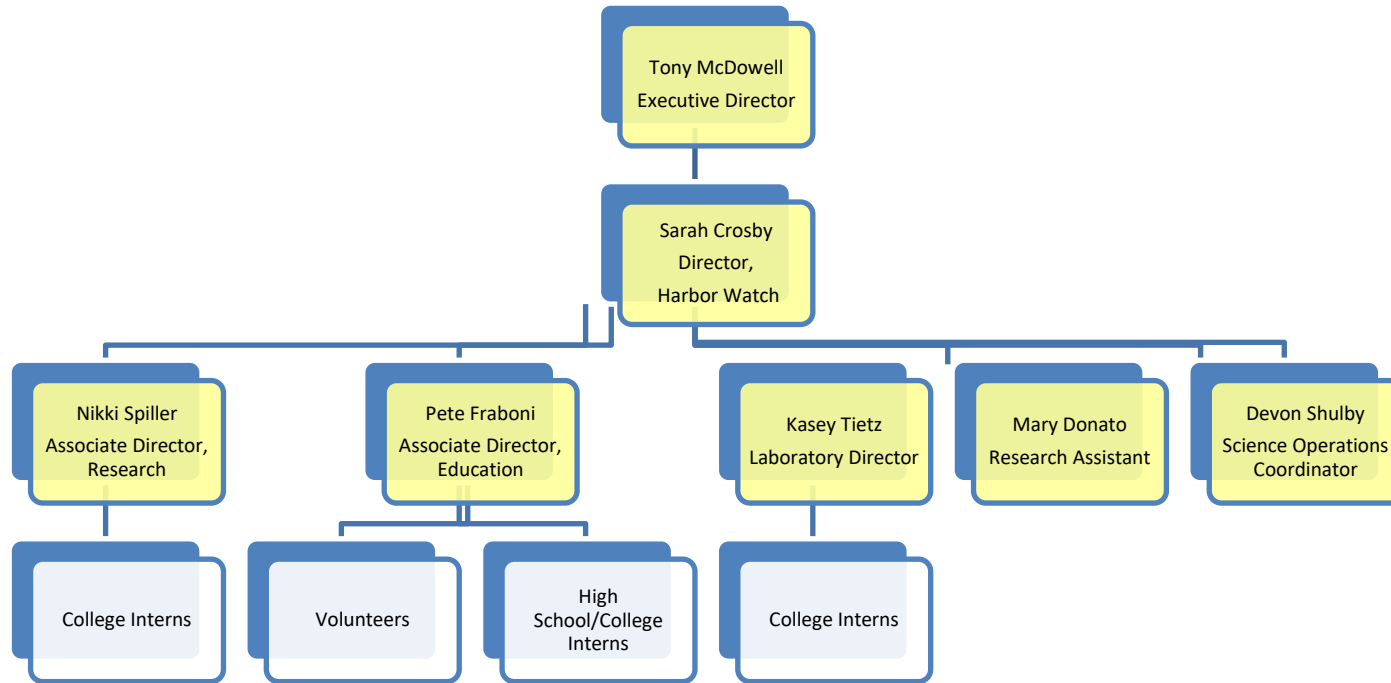 Tony McDowell
Executive Director
Sarah Crosby
Director,
Harbor Watch
Nikki Spiller
Associate Director,
Research
Pete Fraboni
Associate Director,
Education
Kasey Tietz
Laboratory Director
Mary Donato
Research Assistant
Devon Shulby
Science Operations
Coordinator
College Interns
Volunteers
High
School/College
Interns
College Interns